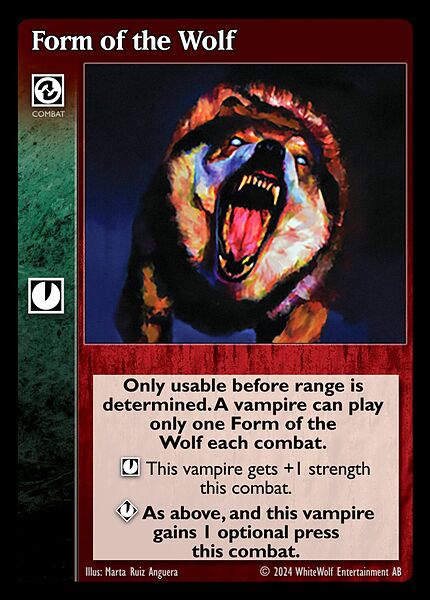 Form of the Wolf
COMBAT
Only usable before range is
determined. A vampire can play
only one Form of the
Wolf each combat.
This vampire gets +1 strength
this combat.
As above, and this vampire
gains 1 optional press
this combat.
Illus: Marta Ruiz Anguera
© 2024 WhiteWolf Entertainment AB